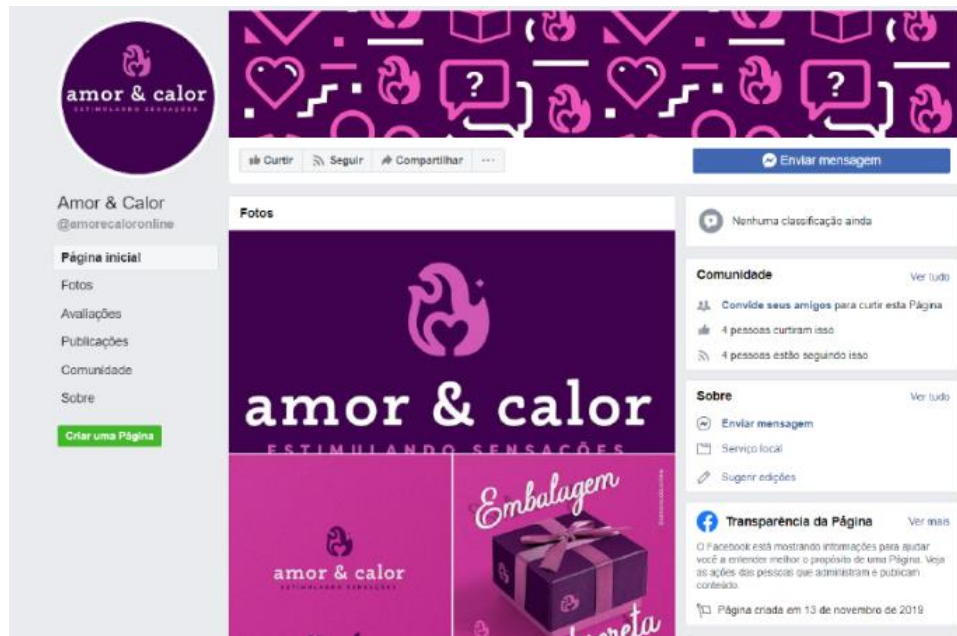 amor & calor
ESTIMULANDO SENSAÇÕES
?
?
Curtir
Seguir
Compartilhar
...
Enviar mensagem
Amor & Calor
@amorecaloronline
Página inicial
Fotos
Avaliações
Publicações
Comunidade
Sobre
Criar uma Página
Fotos
amor & calor
ESTIMULANDO SENSAÇÕES
amor & calor
ESTIMULANDO SENSAÇÕES
Embalagem
Nenhuma classificação ainda
Comunidade
Ver tudo
Convide seus amigos para curtir esta Página
4 pessoas curtiram isso
4 pessoas estão seguindo isso
Sobre
Ver tudo
Enviar mensagem
Serviço local
Sugerir edições
Transparência da Página
Ver mais
O Facebook está mostrando informações para ajudar
você a entender melhor o propósito de uma Página. Veja
as ações das pessoas que administram e publicam
conteúdo.
Página criada em 13 de novembro de 2019